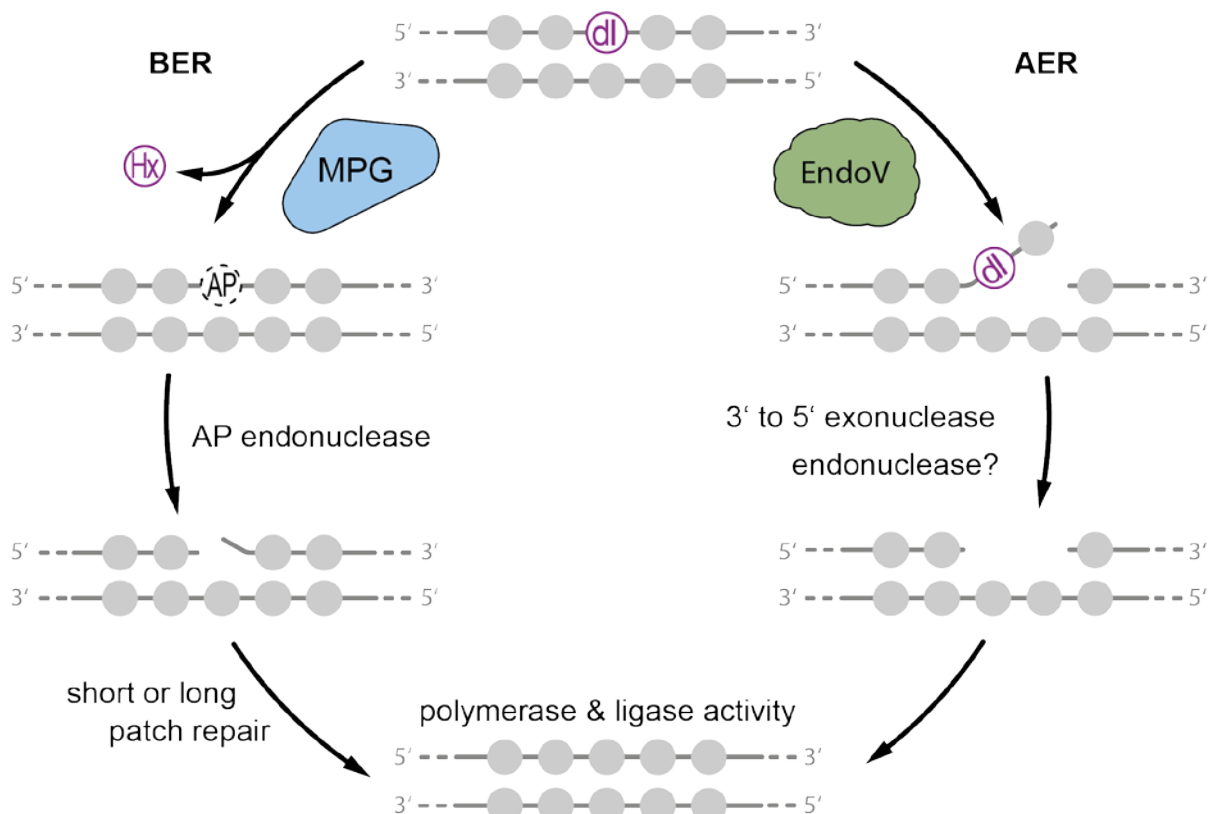 5‘ dI 3‘
3‘ 5‘
BER AER
MPG EndoV
Hx
5‘ AP 3‘
3‘ 5‘
5‘ dI 3‘
3‘ 5‘
AP endonuclease
3‘ to 5‘ exonuclease
endonuclease?
5‘ 3‘
3‘ 5‘
5‘ 3‘
3‘ 5‘
short or long
patch repair
polymerase & ligase activity
5‘ 3‘
3‘ 5‘